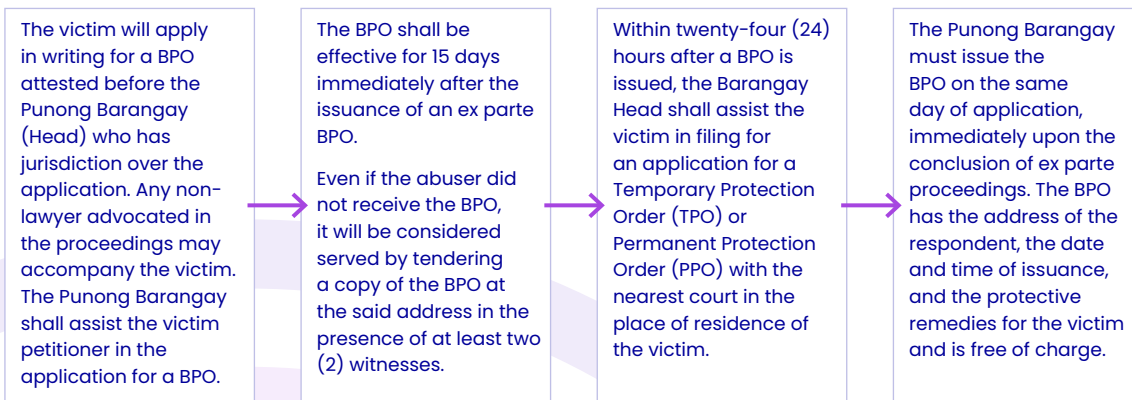 The victim will apply
in writing for a BPO
attested before the
Punong Barangay
(Head) who has
jurisdiction over the
application. Any non-
lawyer advocated in
the proceedings may
accompany the victim.
The Punong Barangay
shall assist the victim
petitioner in the
application for a BPO.
The BPO shall be
effective for 15 days
immediately after the
issuance of an ex parte
BPO.
Even if the abuser did
not receive the BPO,
it will be considered
served by tendering
a copy of the BPO at
the said address in the
presence of at least two
(2) witnesses.
Within twenty-four (24)
hours after a BPO is
issued, the Barangay
Head shall assist the
victim in filing for
an application for a
Temporary Protection
Order (TPO) or
Permanent Protection
Order (PPO) with the
nearest court in the
place of residence of
the victim.
The Punong Barangay
must issue the
BPO on the same
day of application,
immediately upon the
conclusion of ex parte
proceedings. The BPO
has the address of the
respondent, the date
and time of issuance,
and the protective
remedies for the victim
and is free of charge.